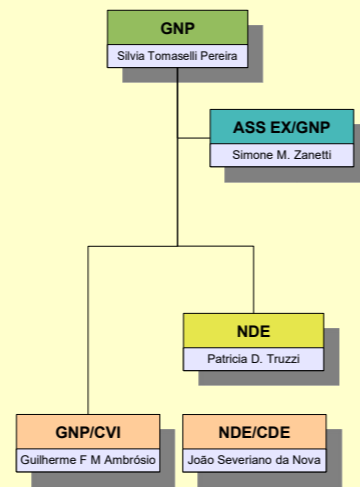 GNP
Silvia Tomaselli Pereira
ASS EX/GNP
Simone M. Zanetti
NDE
Patricia D. Truzzi
GNP/CVI
Guilherme F M Ambrósio
NDE/CDE
João Severiano da Nova